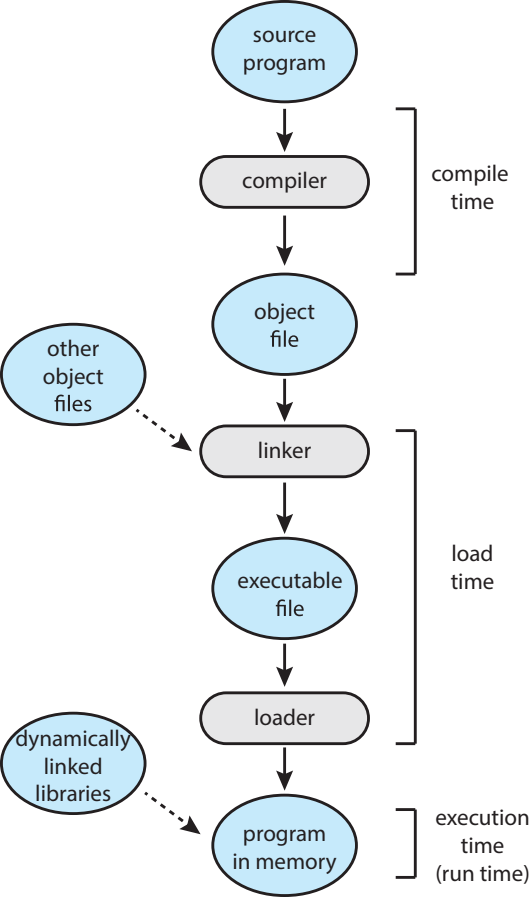 source
program
compiler
compile
time
object
file
other
object
files
linker
load
time
executable
file
loader
dynamically
linked
libraries
program
in memory
execution
time
(run time)